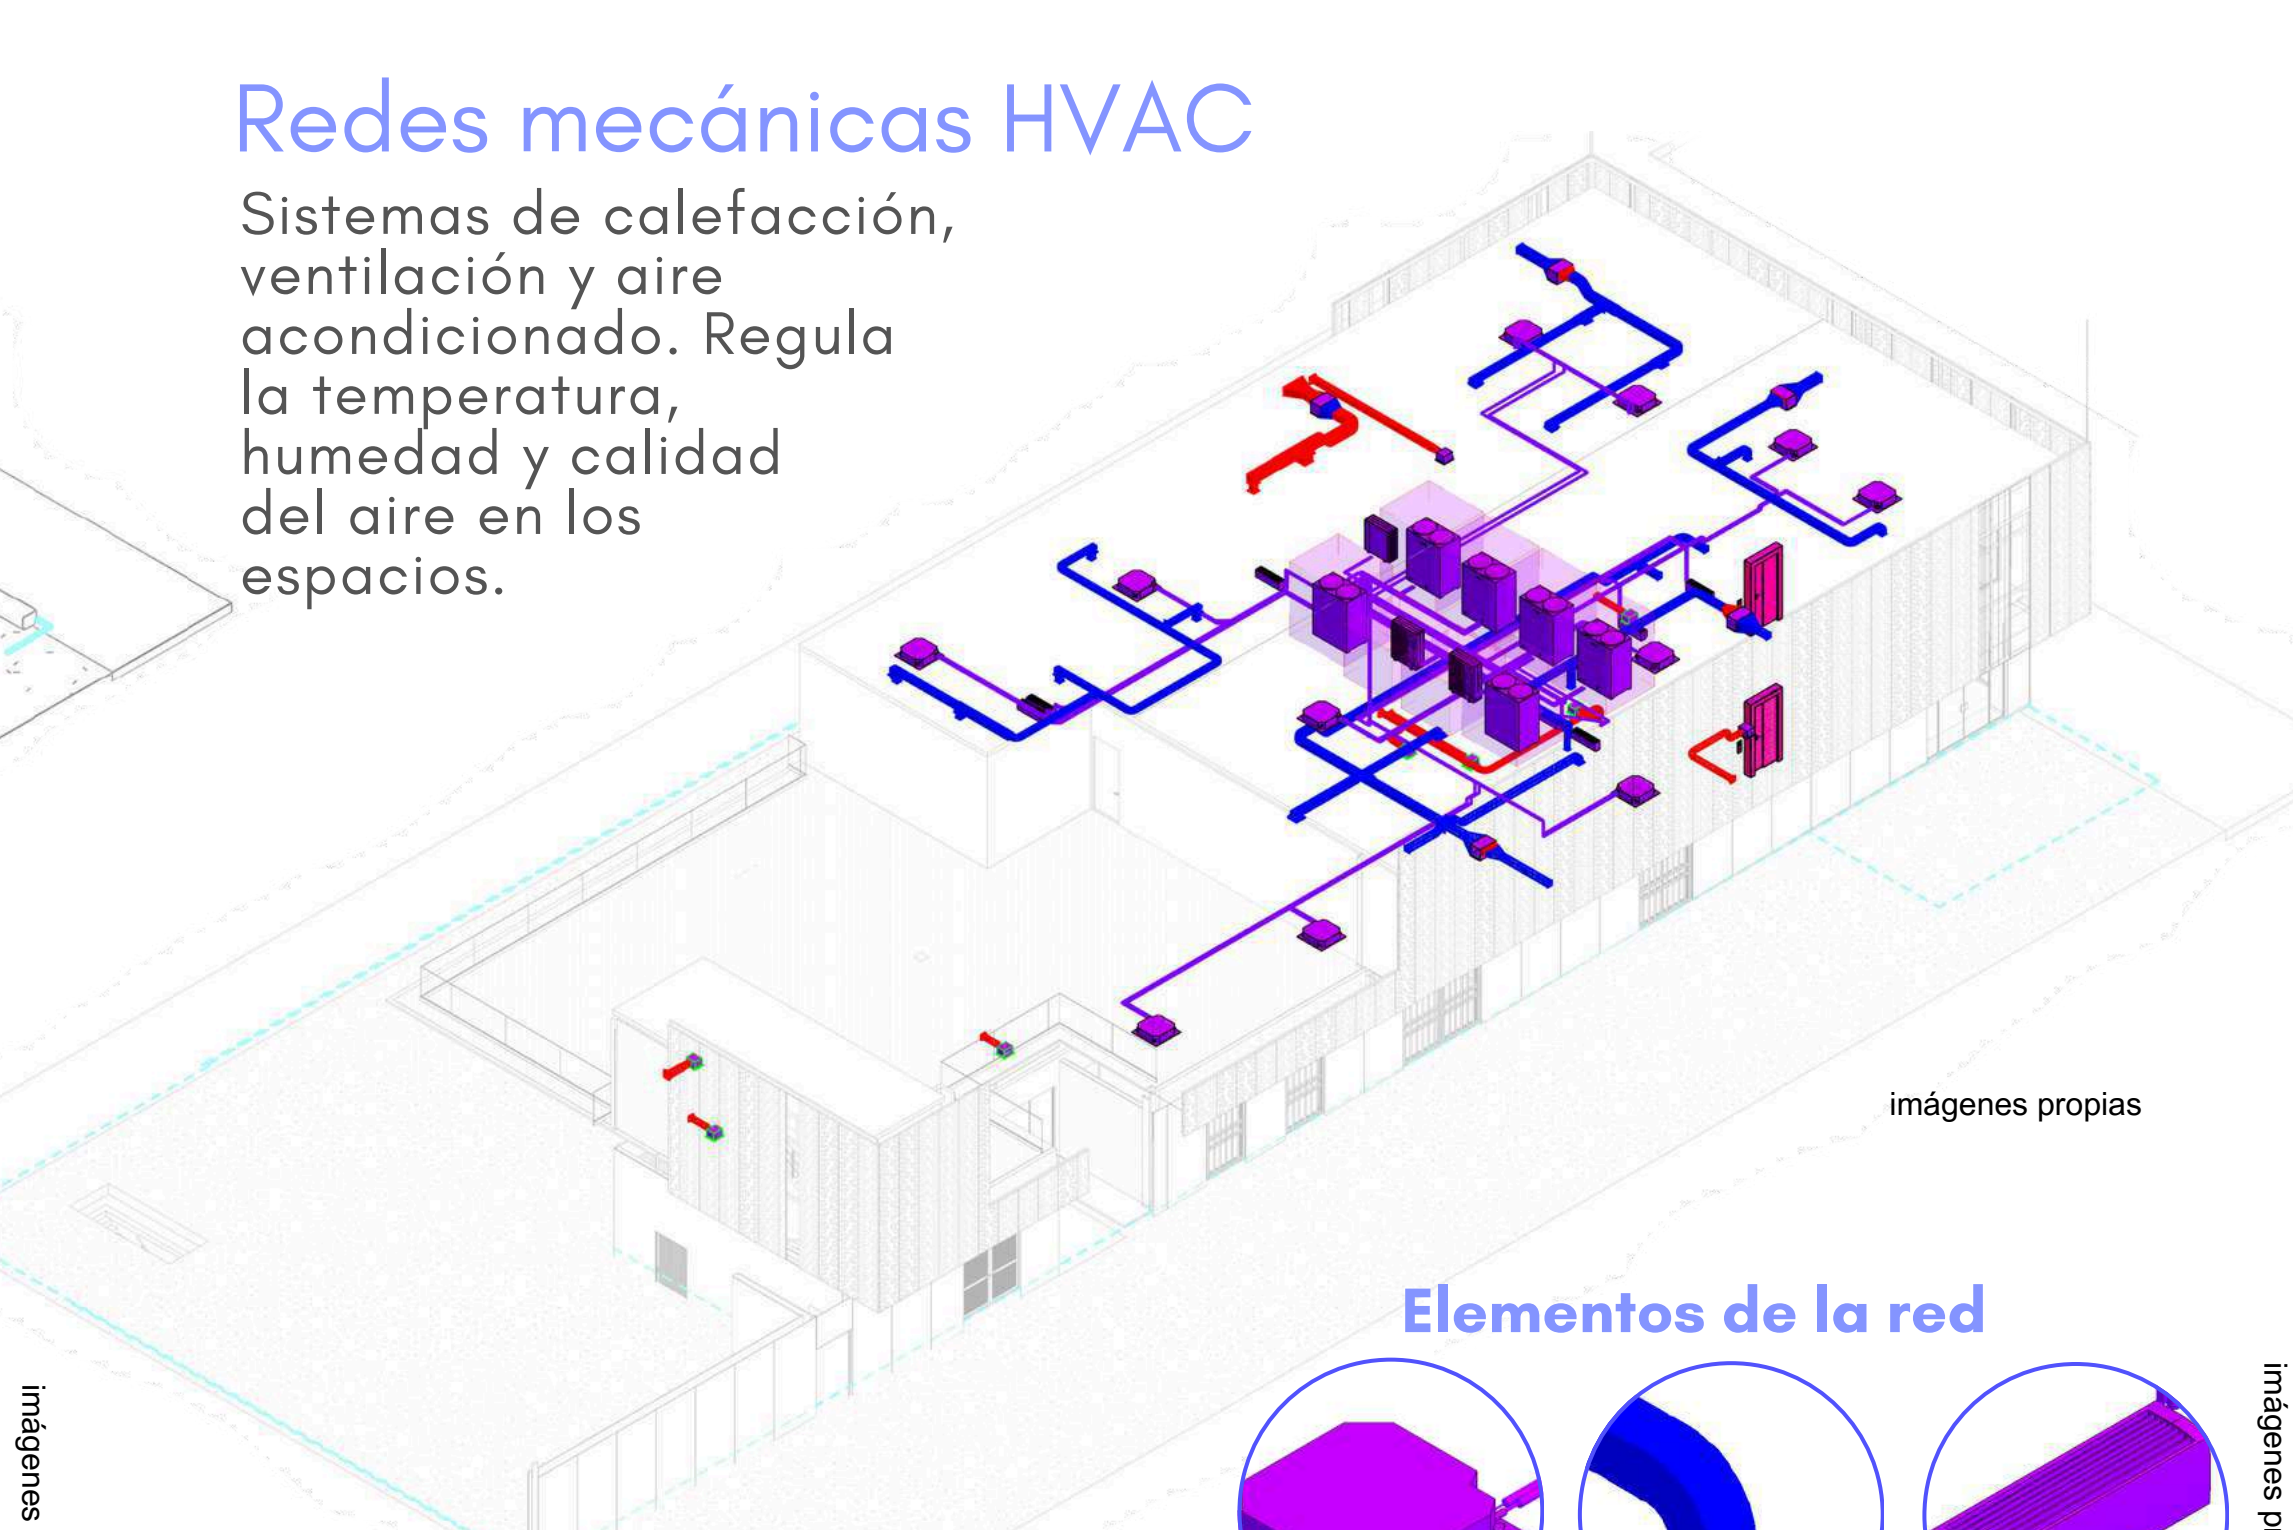 Redes mecánicas HVAC
Sistemas de calefacción,
ventilación y aire
acondicionado. Regula
la temperatura,
humedad y calidad
del aire en los
espacios.
imágenes propias
Elementos de la red
imágenes
imágenes